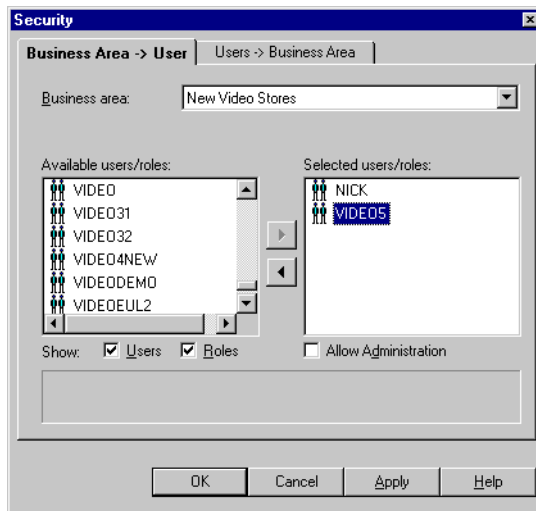 Security
Business Area -> User
Users -> Business Area
Business area:
New Video Stores
Available users/roles:
Selected users/roles:
VIDEO
VIDEO31
VIDEO32
VIDEO4NEW
VIDEODEMO
VIDEOEUL2
NICK
VIDEO5
Show:
Users
Roles
Allow Administration
OK
Cancel
Apply
Help